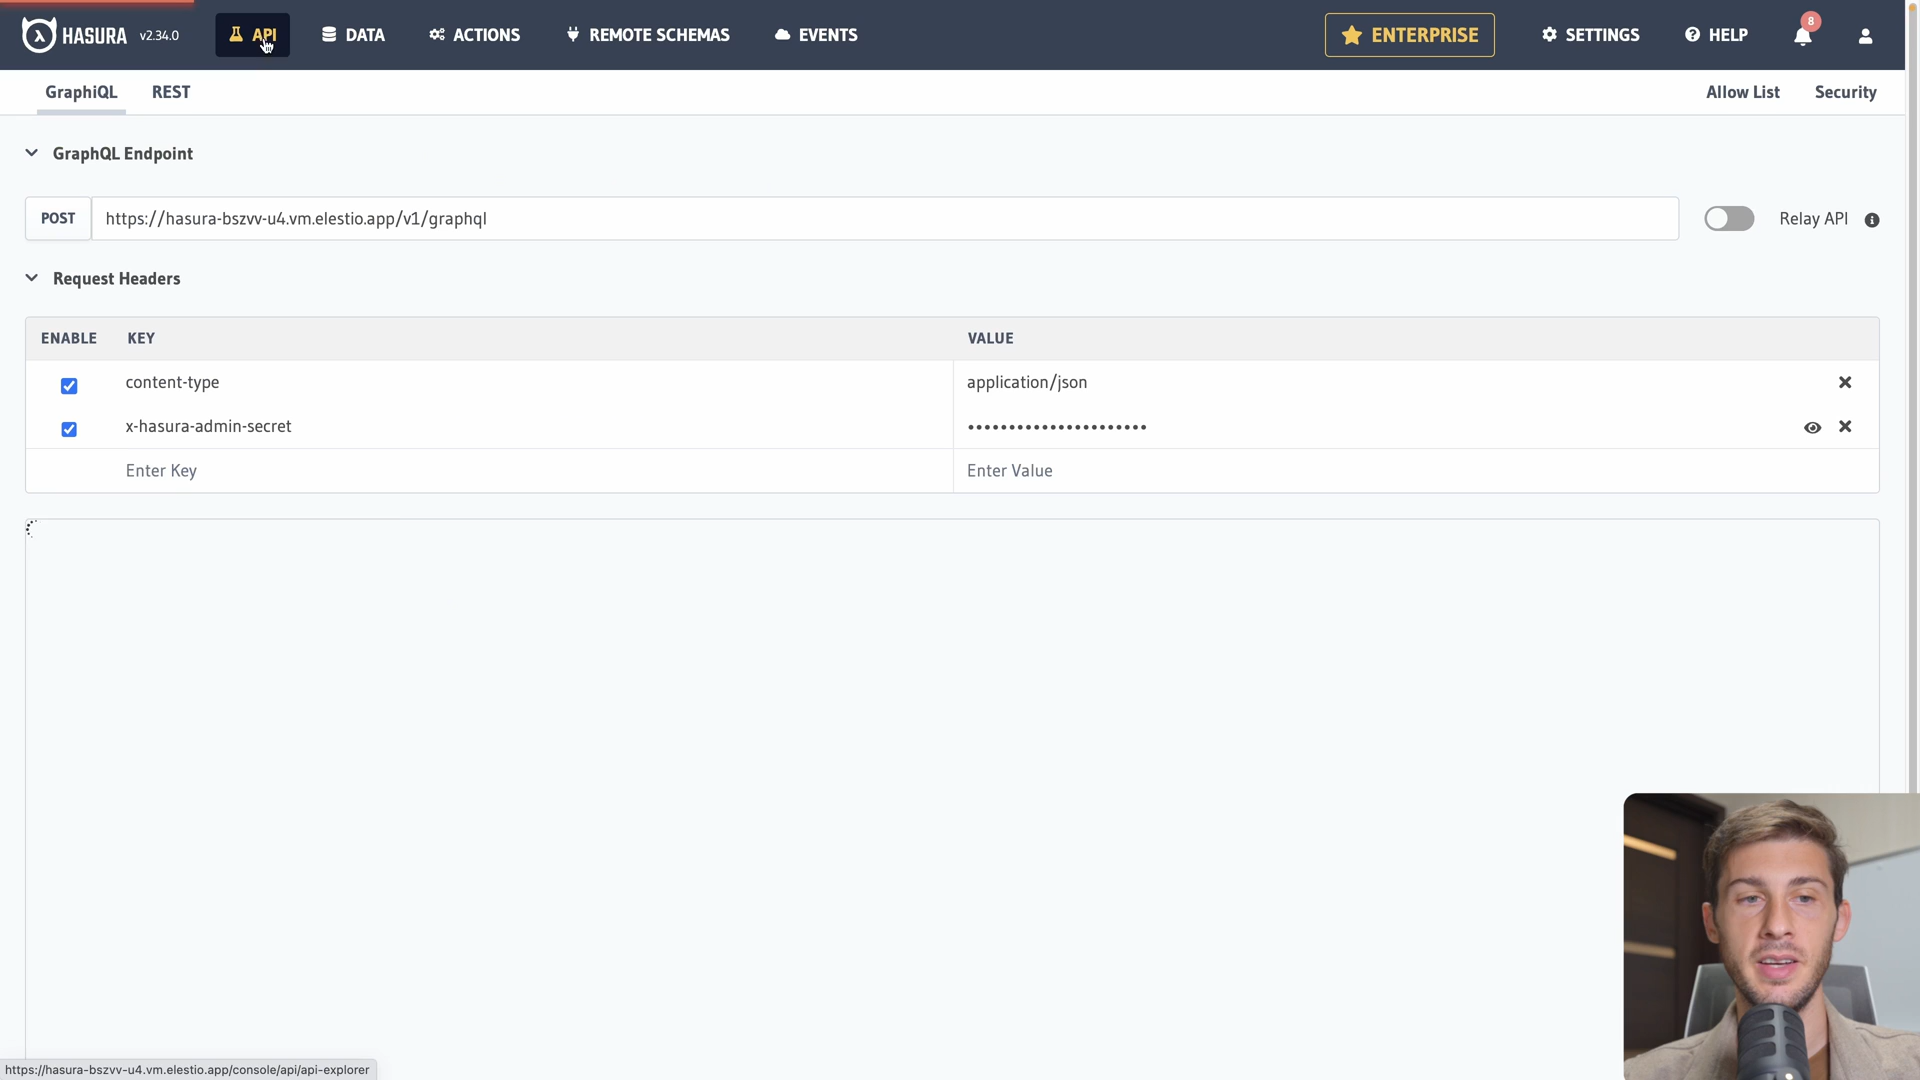 HASURA v2.34.0 API DATA ACTIONS REMOTE SCHEMAS EVENTS ENTERPRISE SETTINGS HELP 8
GraphiQL REST Allow List Security
GraphQL Endpoint
POST https://hasura-bszvv-u4.vm.elestio.app/v1/graphql Relay API
Request Headers
ENABLE KEY VALUE
content-type application/json
x-hasura-admin-secret ••••••••••••••••••••••
Enter Key Enter Value
https://hasura-bszvv-u4.vm.elestio.app/console/api/api-explorer